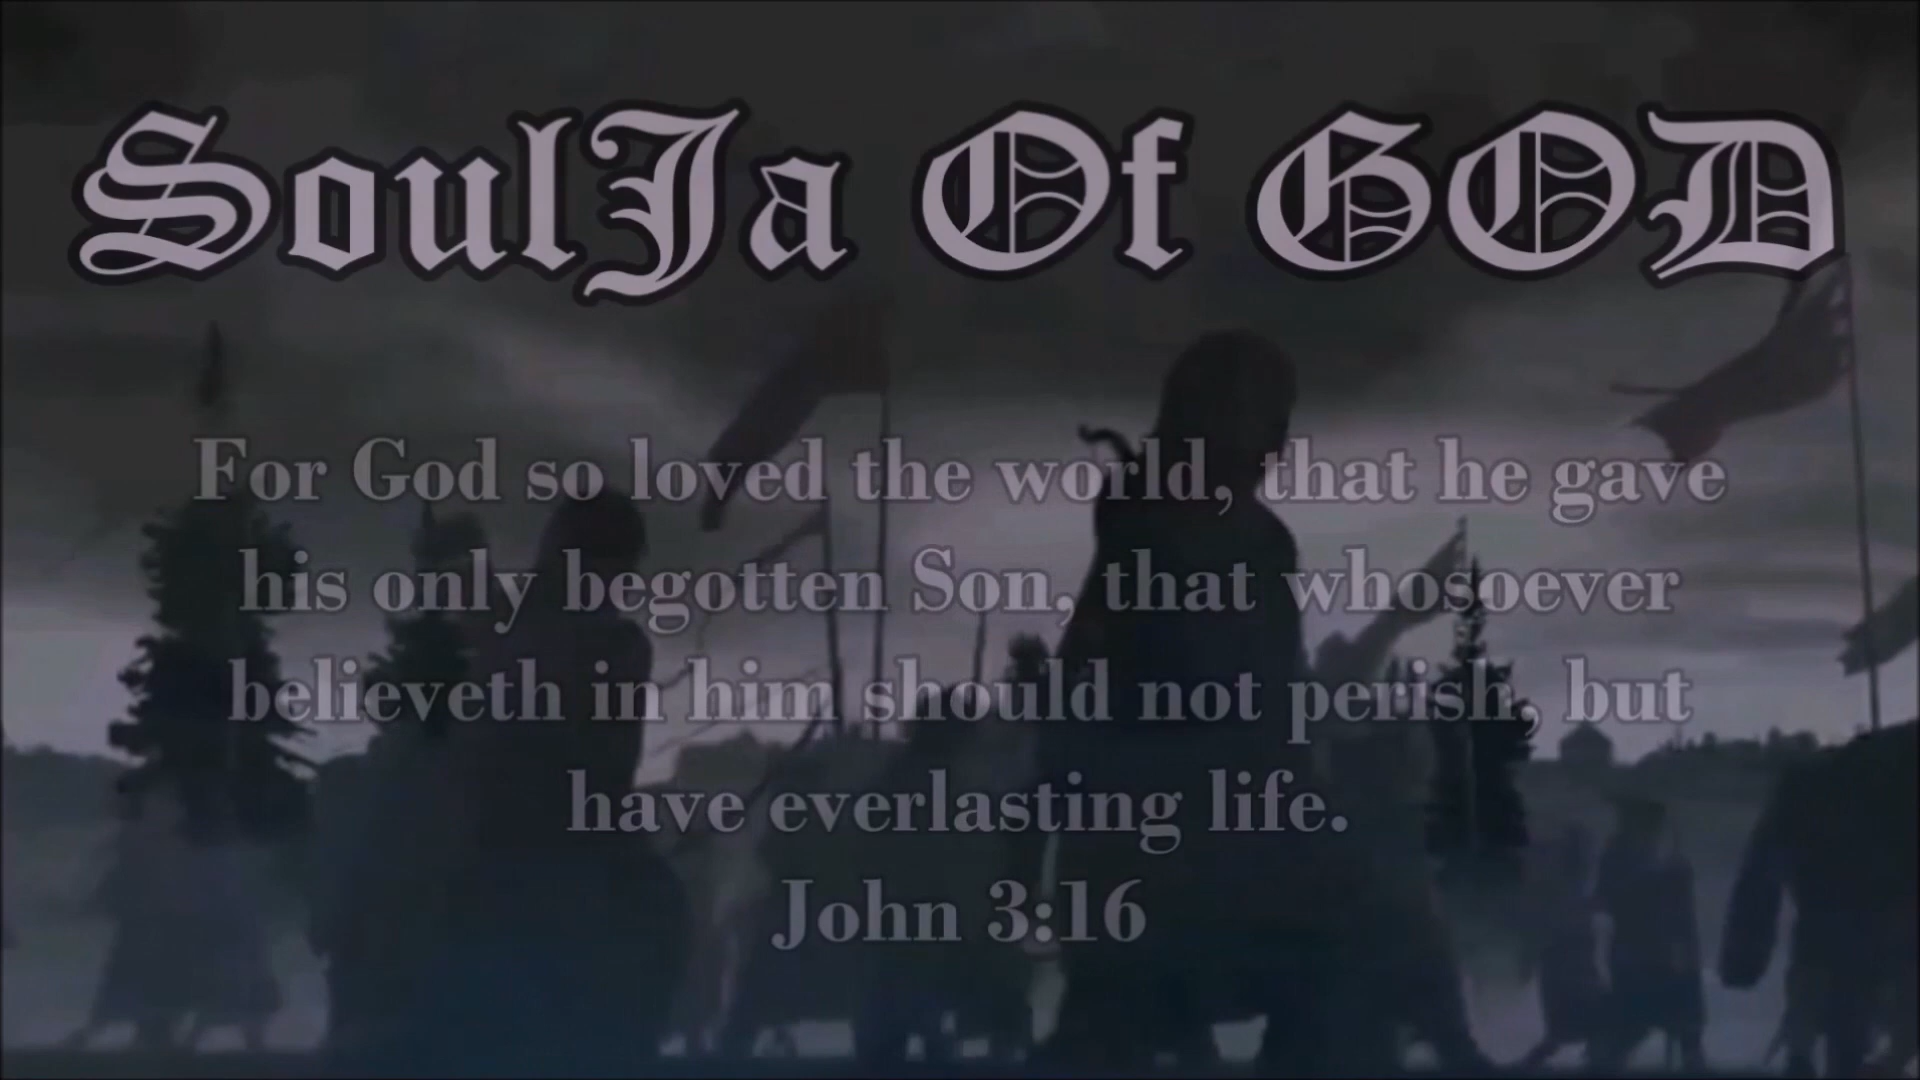 SoulJa Of GOD
For God so loved the world, that he gave
his only begotten Son, that whosoever
believeth in him should not perish, but
have everlasting life.
John 3:16